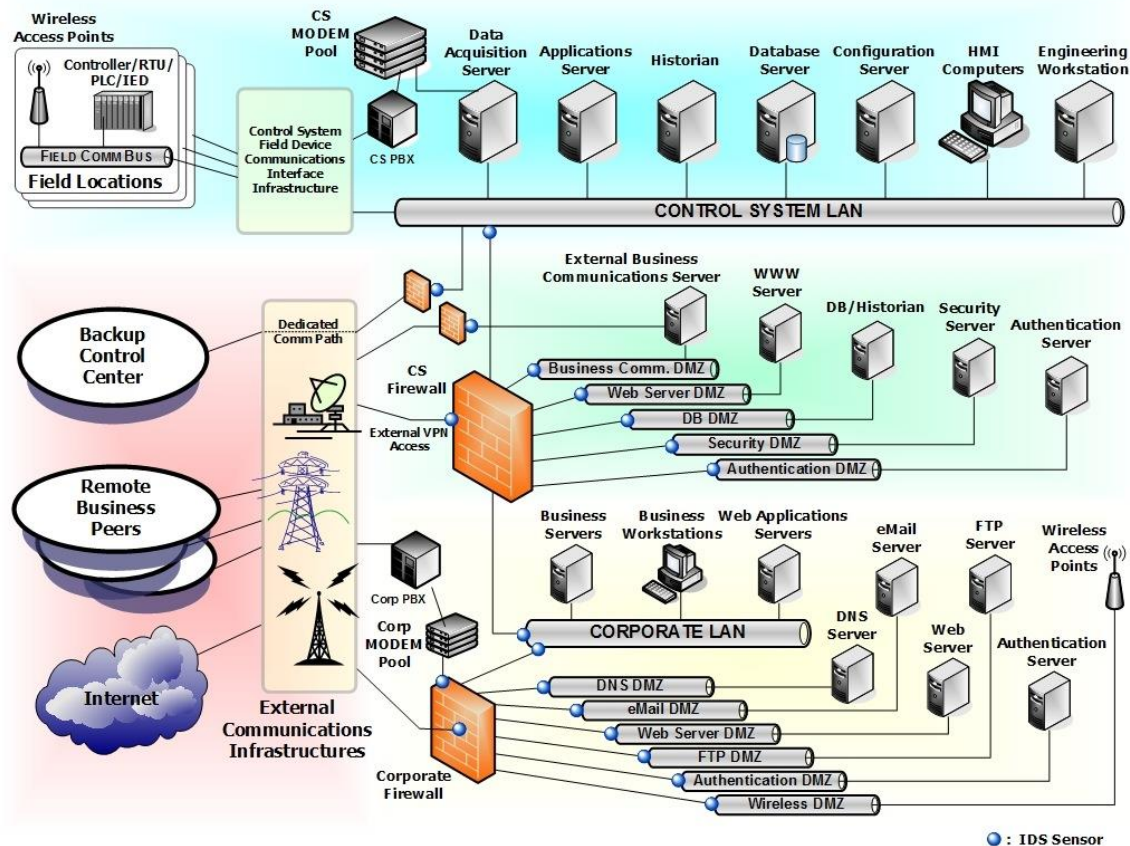 Wireless
Access Points
Controller/RTU/
PLC/IED
FIELD COMM BUS
Field Locations
CS
MODEM
Pool
CS PBX
Control System
Field Device
Communications
Interface
Infrastructure
Data
Acquisition
Server
Applications
Server
Historian
Database
Server
Configuration
Server
HMI
Computers
Engineering
Workstation
CONTROL SYSTEM LAN
External Business
Communications Server
WWW
Server
DB/Historian
Security
Server
Authentication
Server
Backup
Control
Center
Dedicated
Comm Path
CS
Firewall
External VPN
Access
Business Comm. DMZ
Web Server DMZ
DB DMZ
Security DMZ
Authentication DMZ
Remote
Business
Peers
Business
Servers
Business
Workstations
Web Applications
Servers
eMail
Server
FTP
Server
Wireless
Access
Points
Corp PBX
Corp
MODEM
Pool
CORPORATE LAN
DNS
Server
Web
Server
Authentication
Server
Internet
External
Communications
Infrastructures
Corporate
Firewall
DNS DMZ
eMail DMZ
Web Server DMZ
FTP DMZ
Authentication DMZ
Wireless DMZ
: IDS Sensor